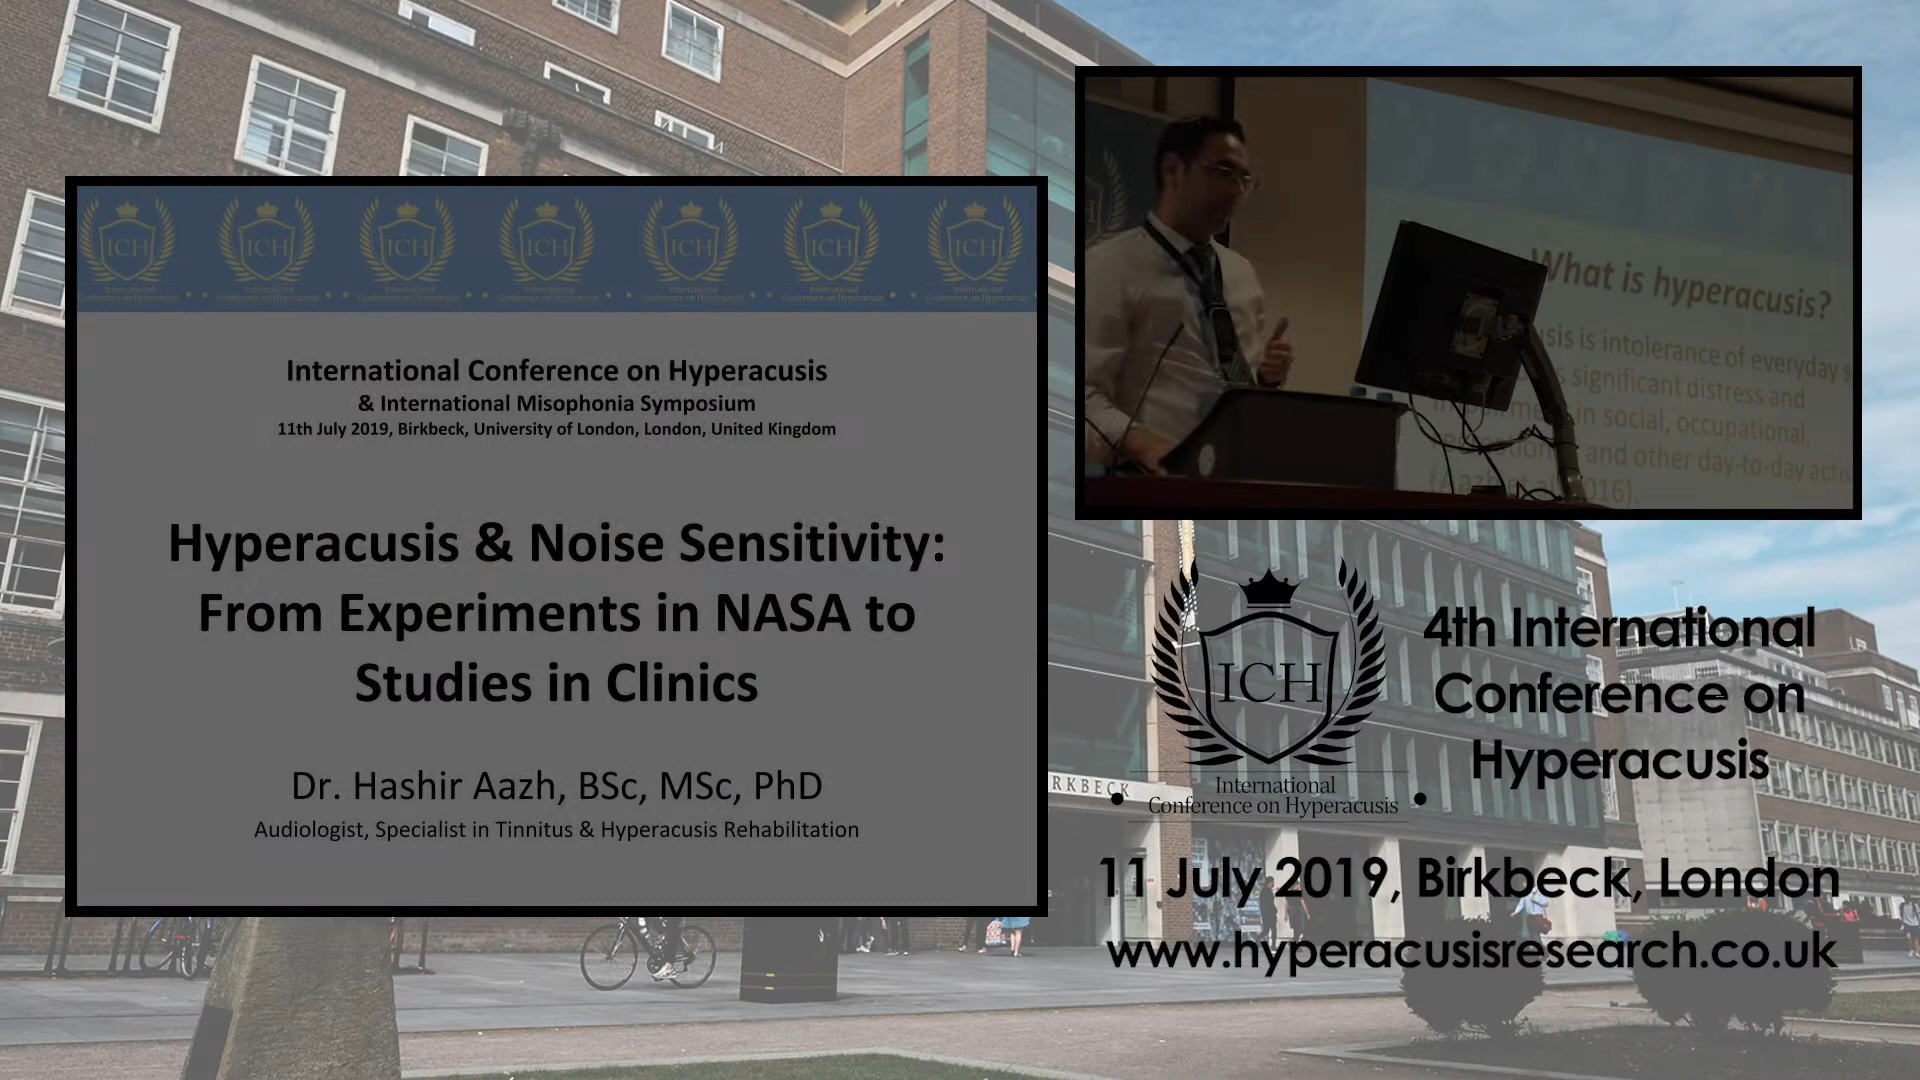 ICH ICH ICH ICH ICH ICH ICH
International Conference on Hyperacusis
& International Misophonia Symposium
11th July 2019, Birkbeck, University of London, London, United Kingdom
Hyperacusis & Noise Sensitivity:
From Experiments in NASA to
Studies in Clinics
Dr. Hashir Aazh, BSc, MSc, PhD
Audiologist, Specialist in Tinnitus & Hyperacusis Rehabilitation
What is hyperacusis?
is intolerance of everyday
significant distress and
in social, occupational,
and other day-to-day
ICH
International
Conference on Hyperacusis
4th International
Conference on
Hyperacusis
RKBECK
11 July 2019, Birkbeck, London
www.hyperacusisresearch.co.uk